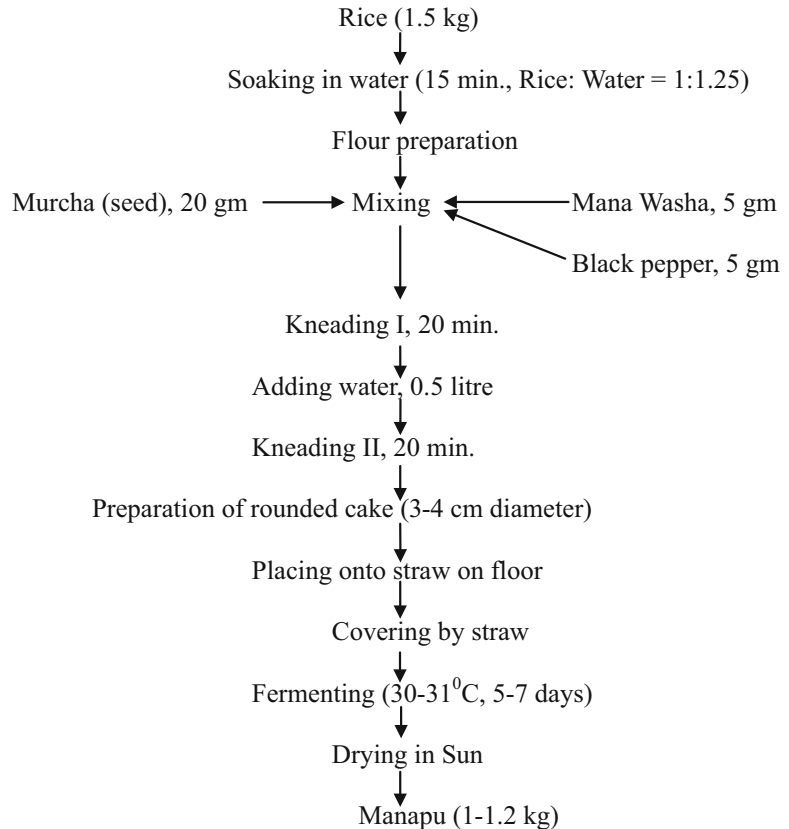 Rice (1.5 kg)
Soaking in water (15 min., Rice: Water = 1:1.25)
Flour preparation
Murcha (seed), 20 gm Mixing Mana Washa, 5 gm
Black pepper, 5 gm
Kneading I, 20 min.
Adding water, 0.5 litre
Kneading II, 20 min.
Preparation of rounded cake (3-4 cm diameter)
Placing onto straw on floor
Covering by straw
Fermenting (30-31⁰C, 5-7 days)
Drying in Sun
Manapu (1-1.2 kg)